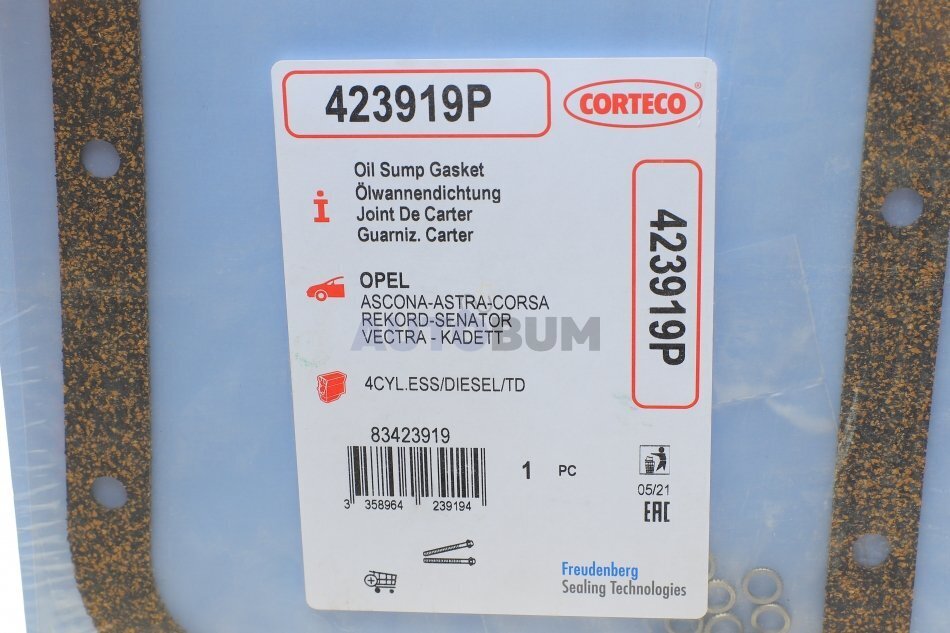 423919P
CORTECO®
Oil Sump Gasket
Ölwannendichtung
Joint De Carter
Guarniz. Carter
423919P
OPEL
ASCONA-ASTRA-CORSA
REKORD-SENATOR
VECTRA - KADETT
AUTOBUM
4CYL.ESS/DIESEL/TD
83423919
1 PC
3 358964 239194
05/21
EAC
Freudenberg
Sealing Technologies